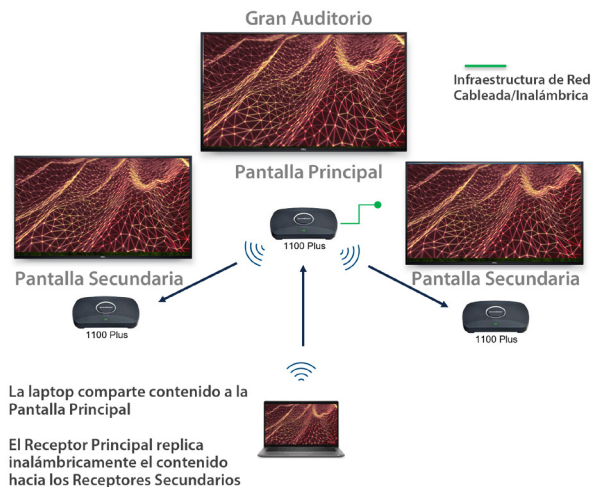 Gran Auditorio
Infraestructura de Red
Cableada/Inalámbrica
Pantalla Principal
1100 Plus
Pantalla Secundaria
1100 Plus
Pantalla Secundaria
1100 Plus
La laptop comparte contenido a la
Pantalla Principal
El Receptor Principal replica
inalámbricamente el contenido
hacia los Receptores Secundarios